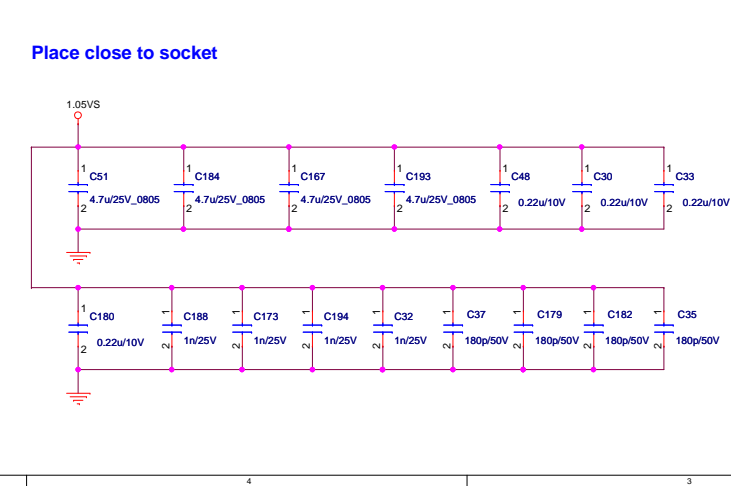 Place close to socket
1.05VS
1 1 1 1 1 1 1
C51 C184 C167 C193 C48 C30 C33
4.7u/25V_0805 4.7u/25V_0805 4.7u/25V_0805 4.7u/25V_0805 0.22u/10V 0.22u/10V 0.22u/10V
2 2 2 2 2 2 2
1 1 1 1 1 1 1 1 1
C180 C188 C173 C194 C32 C37 C179 C182 C35
0.22u/10V 1n/25V 1n/25V 1n/25V 1n/25V 180p/50V 180p/50V 180p/50V 180p/50V
2 2 2 2 2 2 2 2 2
4 3